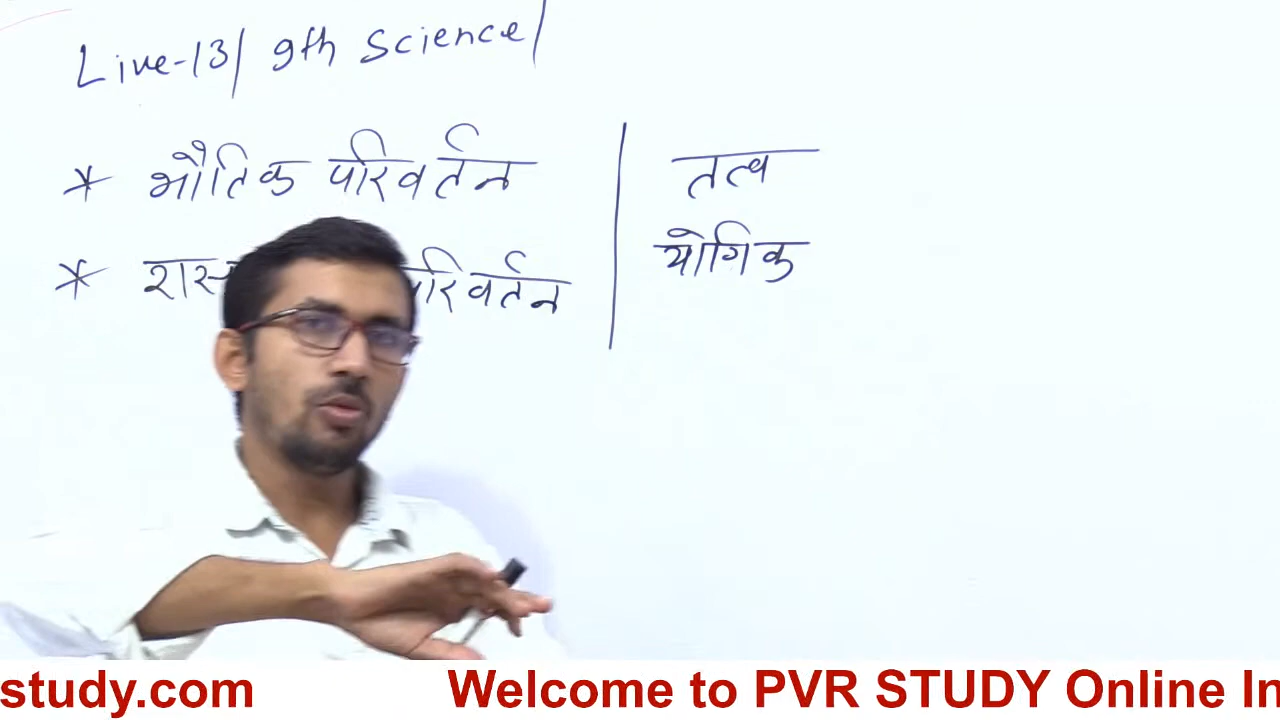 Live-13/ 9th Science/
* भौतिक परिवर्तन
* परिवर्तन
तत्व
योगिक
study.com Welcome to PVR STUDY Online In